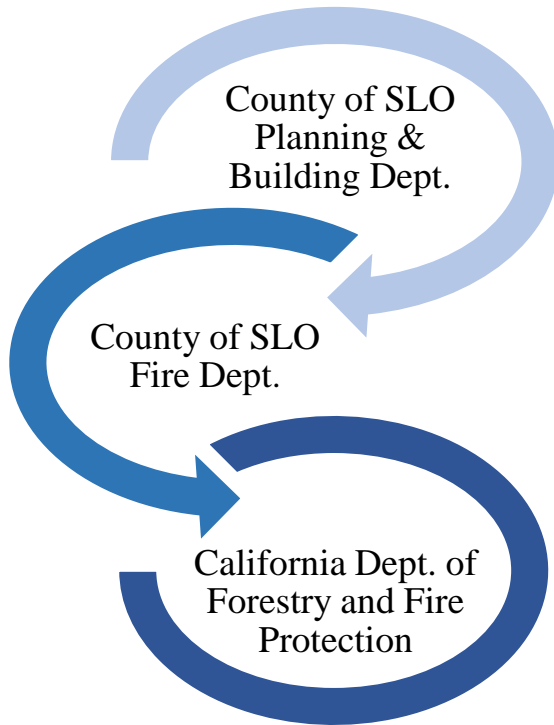 County of SLO
Planning &
Building Dept.
County of SLO
Fire Dept.
California Dept. of
Forestry and Fire
Protection